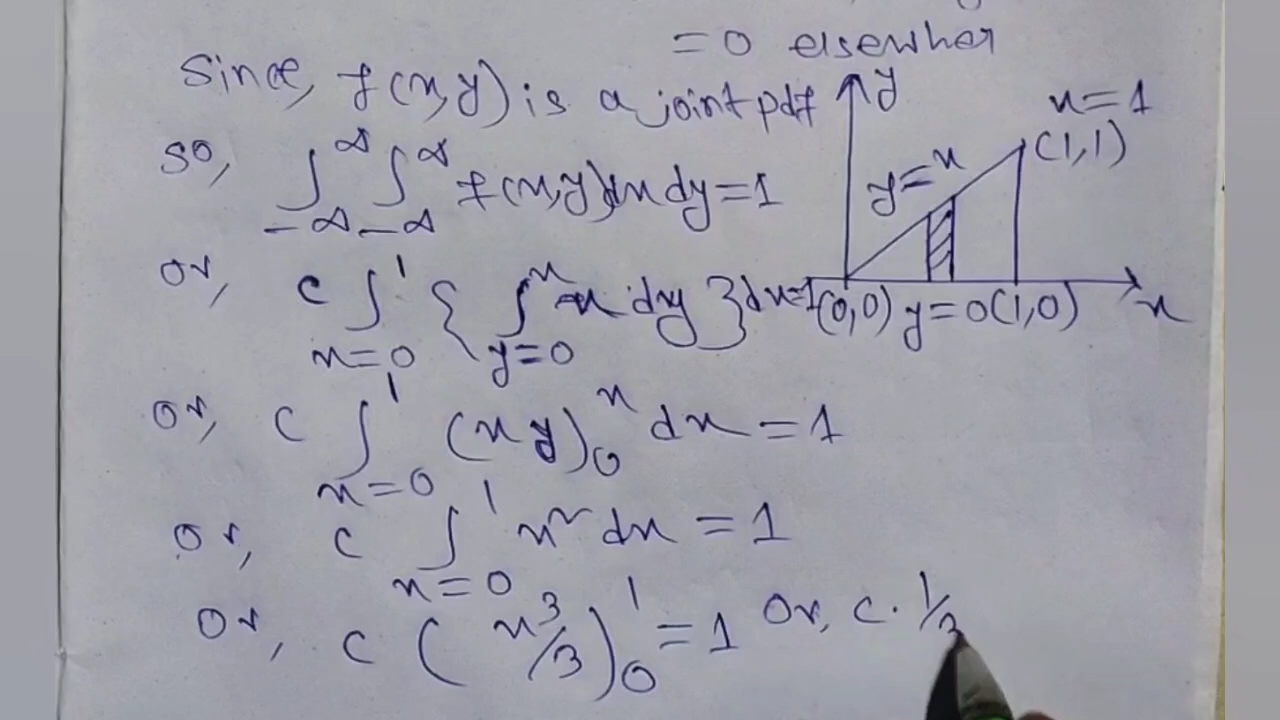 = 0 elsewher
Since, f(x,y) is a joint pdf
so, ∫_{-∞}^{∞} ∫_{-∞}^{∞} f(x,y) dx dy = 1
or, c ∫_{x=0}^{1} { ∫_{y=0}^{x} x dy } dx = 1
or, c ∫_{x=0}^{1} (xy)_0^x dx = 1
or, c ∫_{x=0}^{1} x² dx = 1
or, c (x³/3)_0^1 = 1 or, c. 1/3
y
x=1
(1,1)
y=x
(0,0) y=0 (1,0)
x